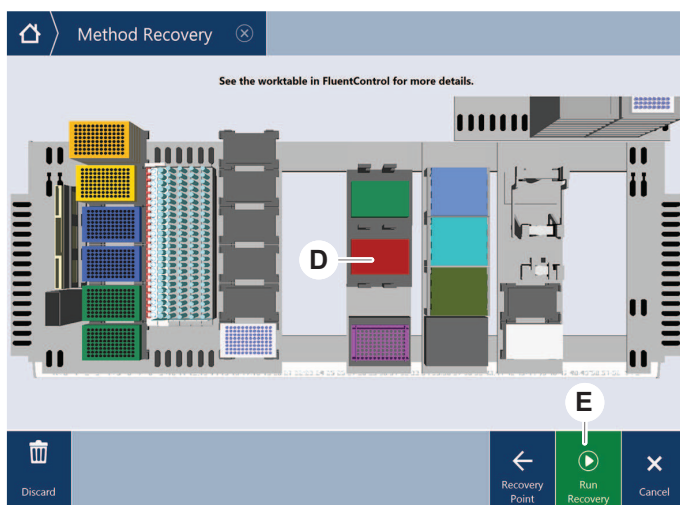 Method Recovery
See the worktable in FluentControl for more details.
D
E
Discard
Recovery
Point
Run
Recovery
Cancel